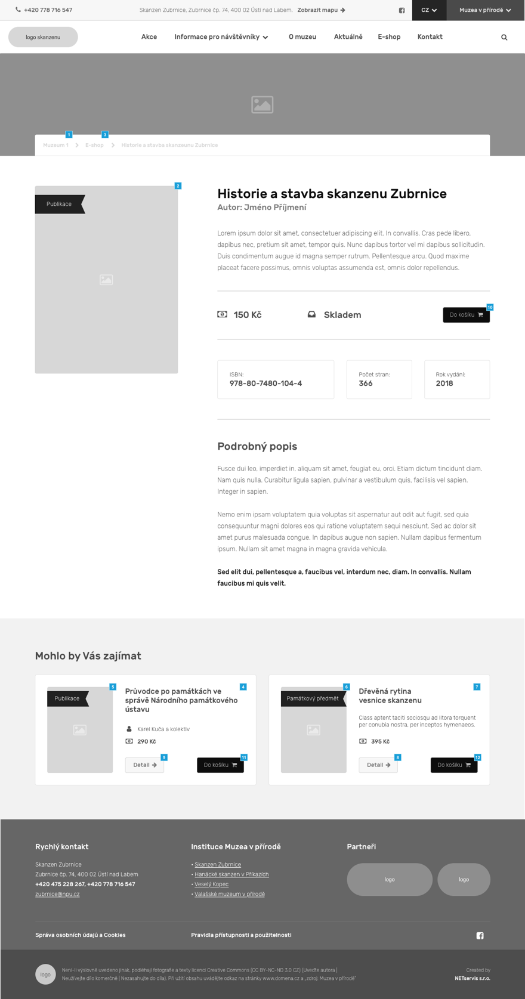 +420 778 716 547
Skanzen Zubrnice, Zubrnice čp. 74, 400 02 Ústí nad Labem. Zobrazit mapu
CZ
Muzea v přírodě
logo skanzenu
Akce
Informace pro návštěvníky
O muzeu
Aktuálně
E-shop
Kontakt
1
3
Muzeum 1
E-shop
Historie a stavba skanzeunu Zubrnice
2
Publikace
Historie a stavba skanzenu Zubrnice
Autor: Jméno Příjmení
Lorem ipsum dolor sit amet, consectetuer adipiscing elit. In convallis. Cras pede libero,
dapibus nec, pretium sit amet, tempor quis. Nunc dapibus tortor vel mi dapibus sollicitudin.
Duis condimentum augue id magna semper rutrum. Pellentesque arcu. Quod maxime
placeat facere possimus, omnis voluptas assumenda est, omnis dolor repellendus.
150 Kč
Skladem
Do košíku
10
ISBN:
978-80-7480-104-4
Počet stran:
366
Rok vydání:
2018
Podrobný popis
Fusce dui leo, imperdiet in, aliquam sit amet, feugiat eu, orci. Etiam dictum tincidunt diam.
Nam quis nulla. Curabitur ligula sapien, pulvinar a vestibulum quis, facilisis vel sapien.
Integer in sapien.
Nemo enim ipsam voluptatem quia voluptas sit aspernatur aut odit aut fugit, sed quia
consequuntur magni dolores eos qui ratione voluptatem sequi nesciunt. Sed ac dolor sit
amet purus malesuada congue. In dapibus augue non sapien. Nullam dapibus fermentum
ipsum. Nullam sit amet magna in magna gravida vehicula.
Sed elit dui, pellentesque a, faucibus vel, interdum nec, diam. In convallis. Nullam
faucibus mi quis velit.
Mohlo by Vás zajímat
5
Publikace
4
Průvodce po památkách ve
správě Národního památkového
ústavu
Karel Kuča a kolektiv
290 Kč
Detail
9
Do košíku
11
6
Památkový předmět
7
Dřevěná rytina
vesnice skanzenu
Class aptent taciti sociosqu ad litora torquent
per conubia nostra, per inceptos hymenaeos.
395 Kč
Detail
8
Do košíku
12
Rychlý kontakt
Skanzen Zubrnice
Zubrnice čp. 74, 400 02 Ústí nad Labem
+420 475 228 267, +420 778 716 547
zubrnice@npu.cz
Instituce Muzea v přírodě
• Skanzen Zubrnice
• Hanácké skanzen v Příkazích
• Veselý Kopec
• Valašské muzeum v přírodě
Partneři
logo
logo
Správa osobních údajů a Cookies
Pravidla přístupnosti a použitelnosti
logo
Není-li výslovně uvedeno jinak, podléhají fotografie a texty licenci Creative Commons (CC BY-NC-ND 3.0 CZ) (Uveďte autora |
Neužívejte dílo komerčně | Nezasahujte do díla). Při užití obsahu uvádějte odkaz na stránky www.domena.cz a „zdroj: Muzea v přírodě“
Created by
NETservis s.r.o.